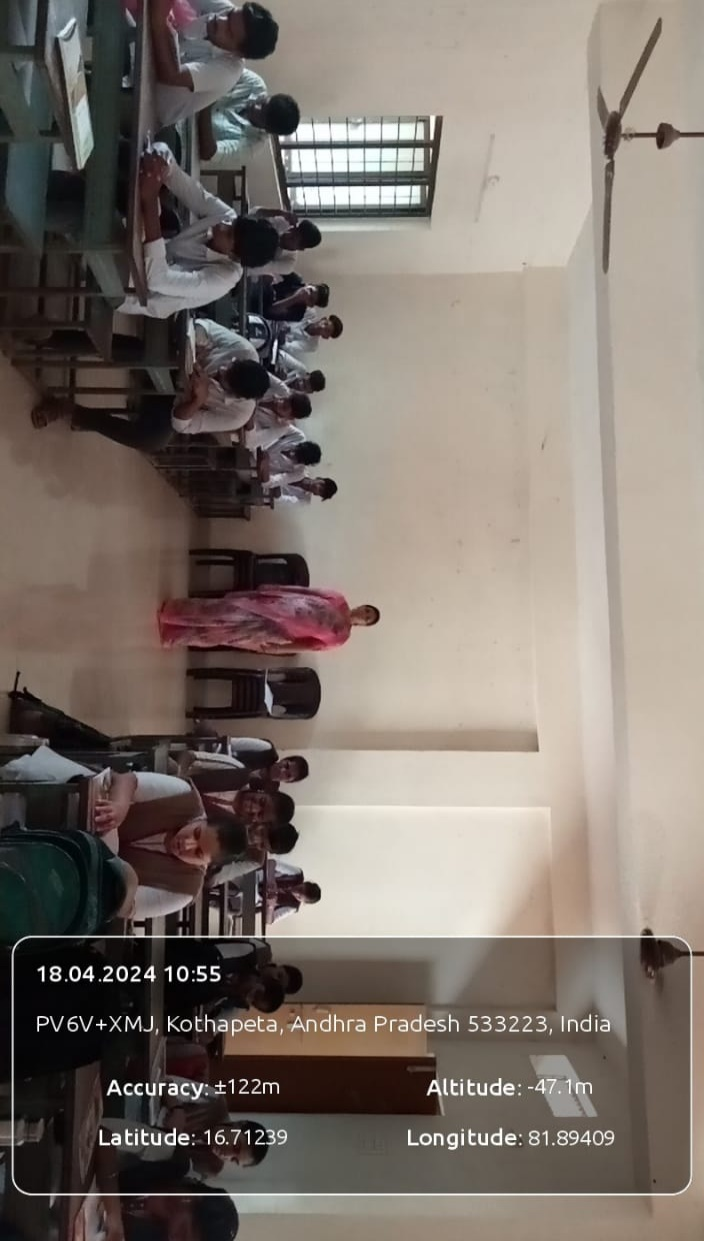 18.04.2024 10:55
PV6V+XMJ, Kothapeta, Andhra Pradesh 533223, India
Accuracy: ±122m Altitude: -47.1m
Latitude: 16.71239 Longitude: 81.89409